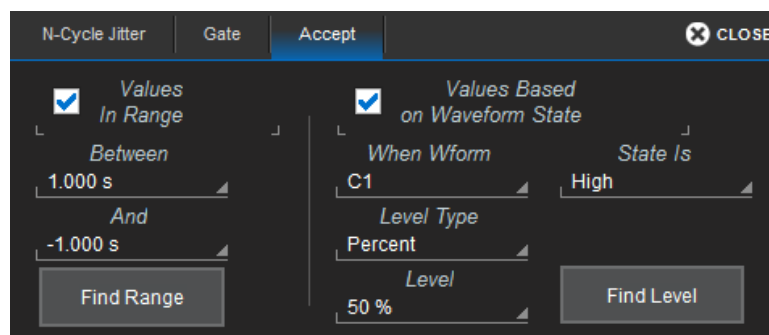 N-Cycle Jitter Gate Accept CLOSE
Values
In Range
Between
1.000 s
And
-1.000 s
Find Range
Values Based
on Waveform State
When Wform
C1
State Is
High
Level Type
Percent
Level
50 %
Find Level